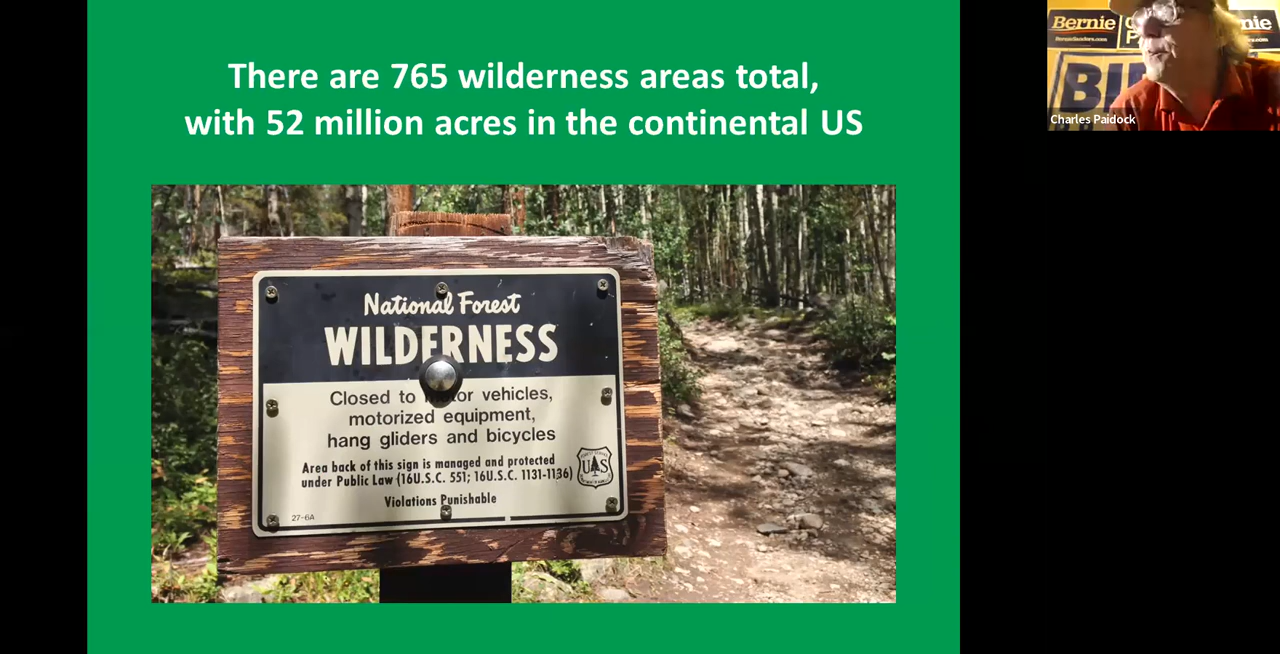 There are 765 wilderness areas total,
with 52 million acres in the continental US
National Forest
WILDERNESS
Closed to vehicles,
motorized equipment,
hang gliders and bicycles
Area back of this sign is managed and protected
under Public Law (16U.S.C. 551; 16U.S.C. 1131-1136)
Violations Punishable
27-6A
UAS
Bernie
Charles Paidock